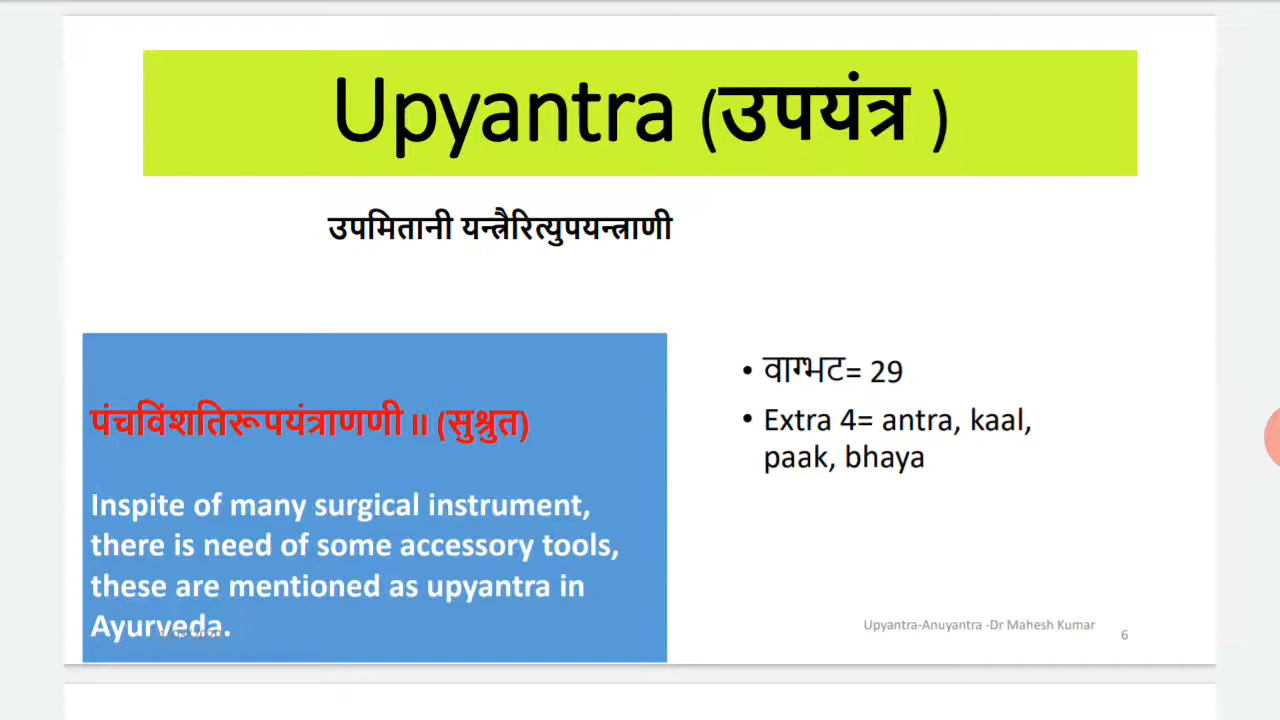 Upyantra (उपयंत्र )
उपमितानी यन्त्रैरित्युपयन्त्राणी
पंचविंशतिरूपयंत्राणणी ॥ (सुश्रुत)
Inspite of many surgical instrument,
there is need of some accessory tools,
these are mentioned as upyantra in
Ayurveda.
• वाग्भट= 29
• Extra 4= antra, kaal,
paak, bhaya
Upyantra-Anuyantra -Dr Mahesh Kumar
6